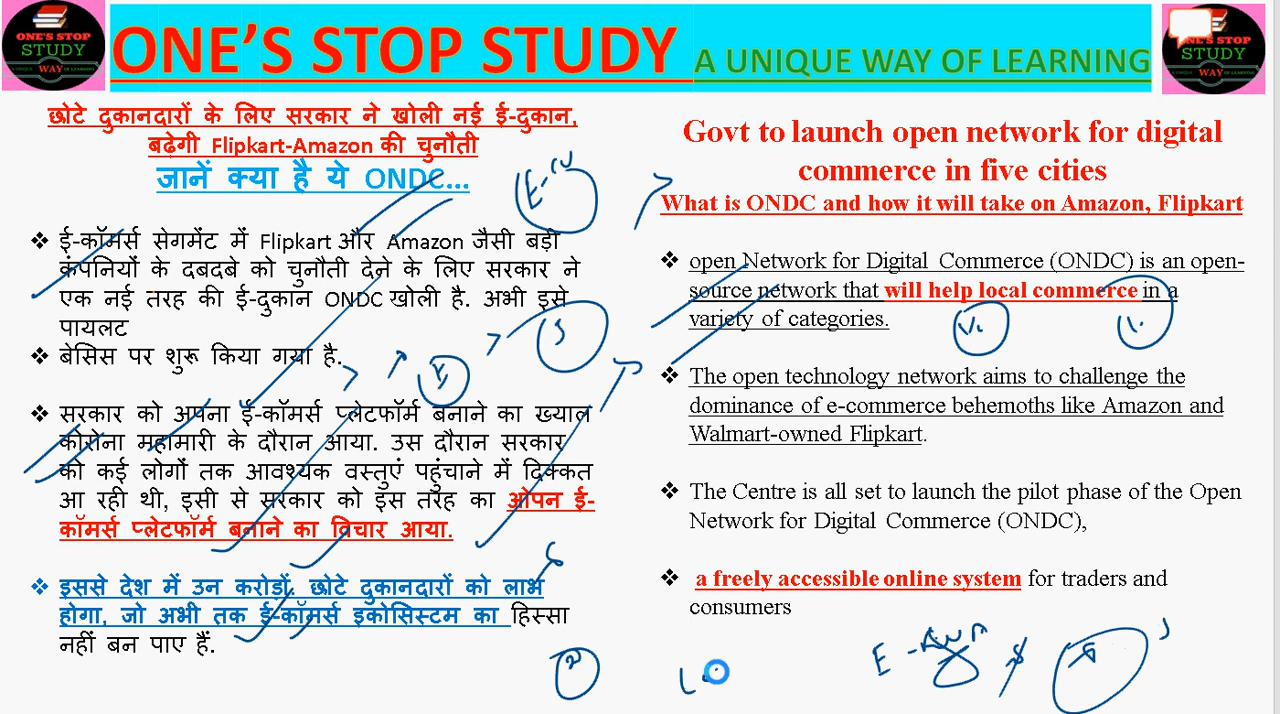 ONE'S STOP
STUDY
WAY OF LEARNING
ONE'S STOP STUDY A UNIQUE WAY OF LEARNING
STOP
STUDY
WAY OF LEARNING
छोटे दुकानदारों के लिए सरकार ने खोली नई ई-दुकान,
बढ़ेगी Flipkart-Amazon की चुनौती
जानें क्या है ये ONDC...
❖ ई-कॉमर्स सेगमेंट में Flipkart और Amazon जैसी बड़ी
कंपनियों के दबदबे को चुनौती देने के लिए सरकार ने
एक नई तरह की ई-दुकान ONDC खोली है. अभी इसे
पायलट
❖ बेसिस पर शुरू किया गया है.
❖ सरकार को अपना ई-कॉमर्स प्लेटफॉर्म बनाने का ख्याल
कोरोना महामारी के दौरान आया. उस दौरान सरकार
को कई लोगों तक आवश्यक वस्तुएं पहुंचाने में दिक्कत
आ रही थी, इसी से सरकार को इस तरह का ओपन ई-
कॉमर्स प्लेटफॉर्म बनाने का विचार आया.
❖ इससे देश में उन करोड़ों छोटे दुकानदारों को लाभ
होगा, जो अभी तक ई-कॉमर्स इकोसिस्टम का हिस्सा
नहीं बन पाए हैं.
Govt to launch open network for digital
commerce in five cities
What is ONDC and how it will take on Amazon, Flipkart
❖ open Network for Digital Commerce (ONDC) is an open-
source network that will help local commerce in a
variety of categories.
❖ The open technology network aims to challenge the
dominance of e-commerce behemoths like Amazon and
Walmart-owned Flipkart.
❖ The Centre is all set to launch the pilot phase of the Open
Network for Digital Commerce (ONDC),
❖ a freely accessible online system for traders and
consumers